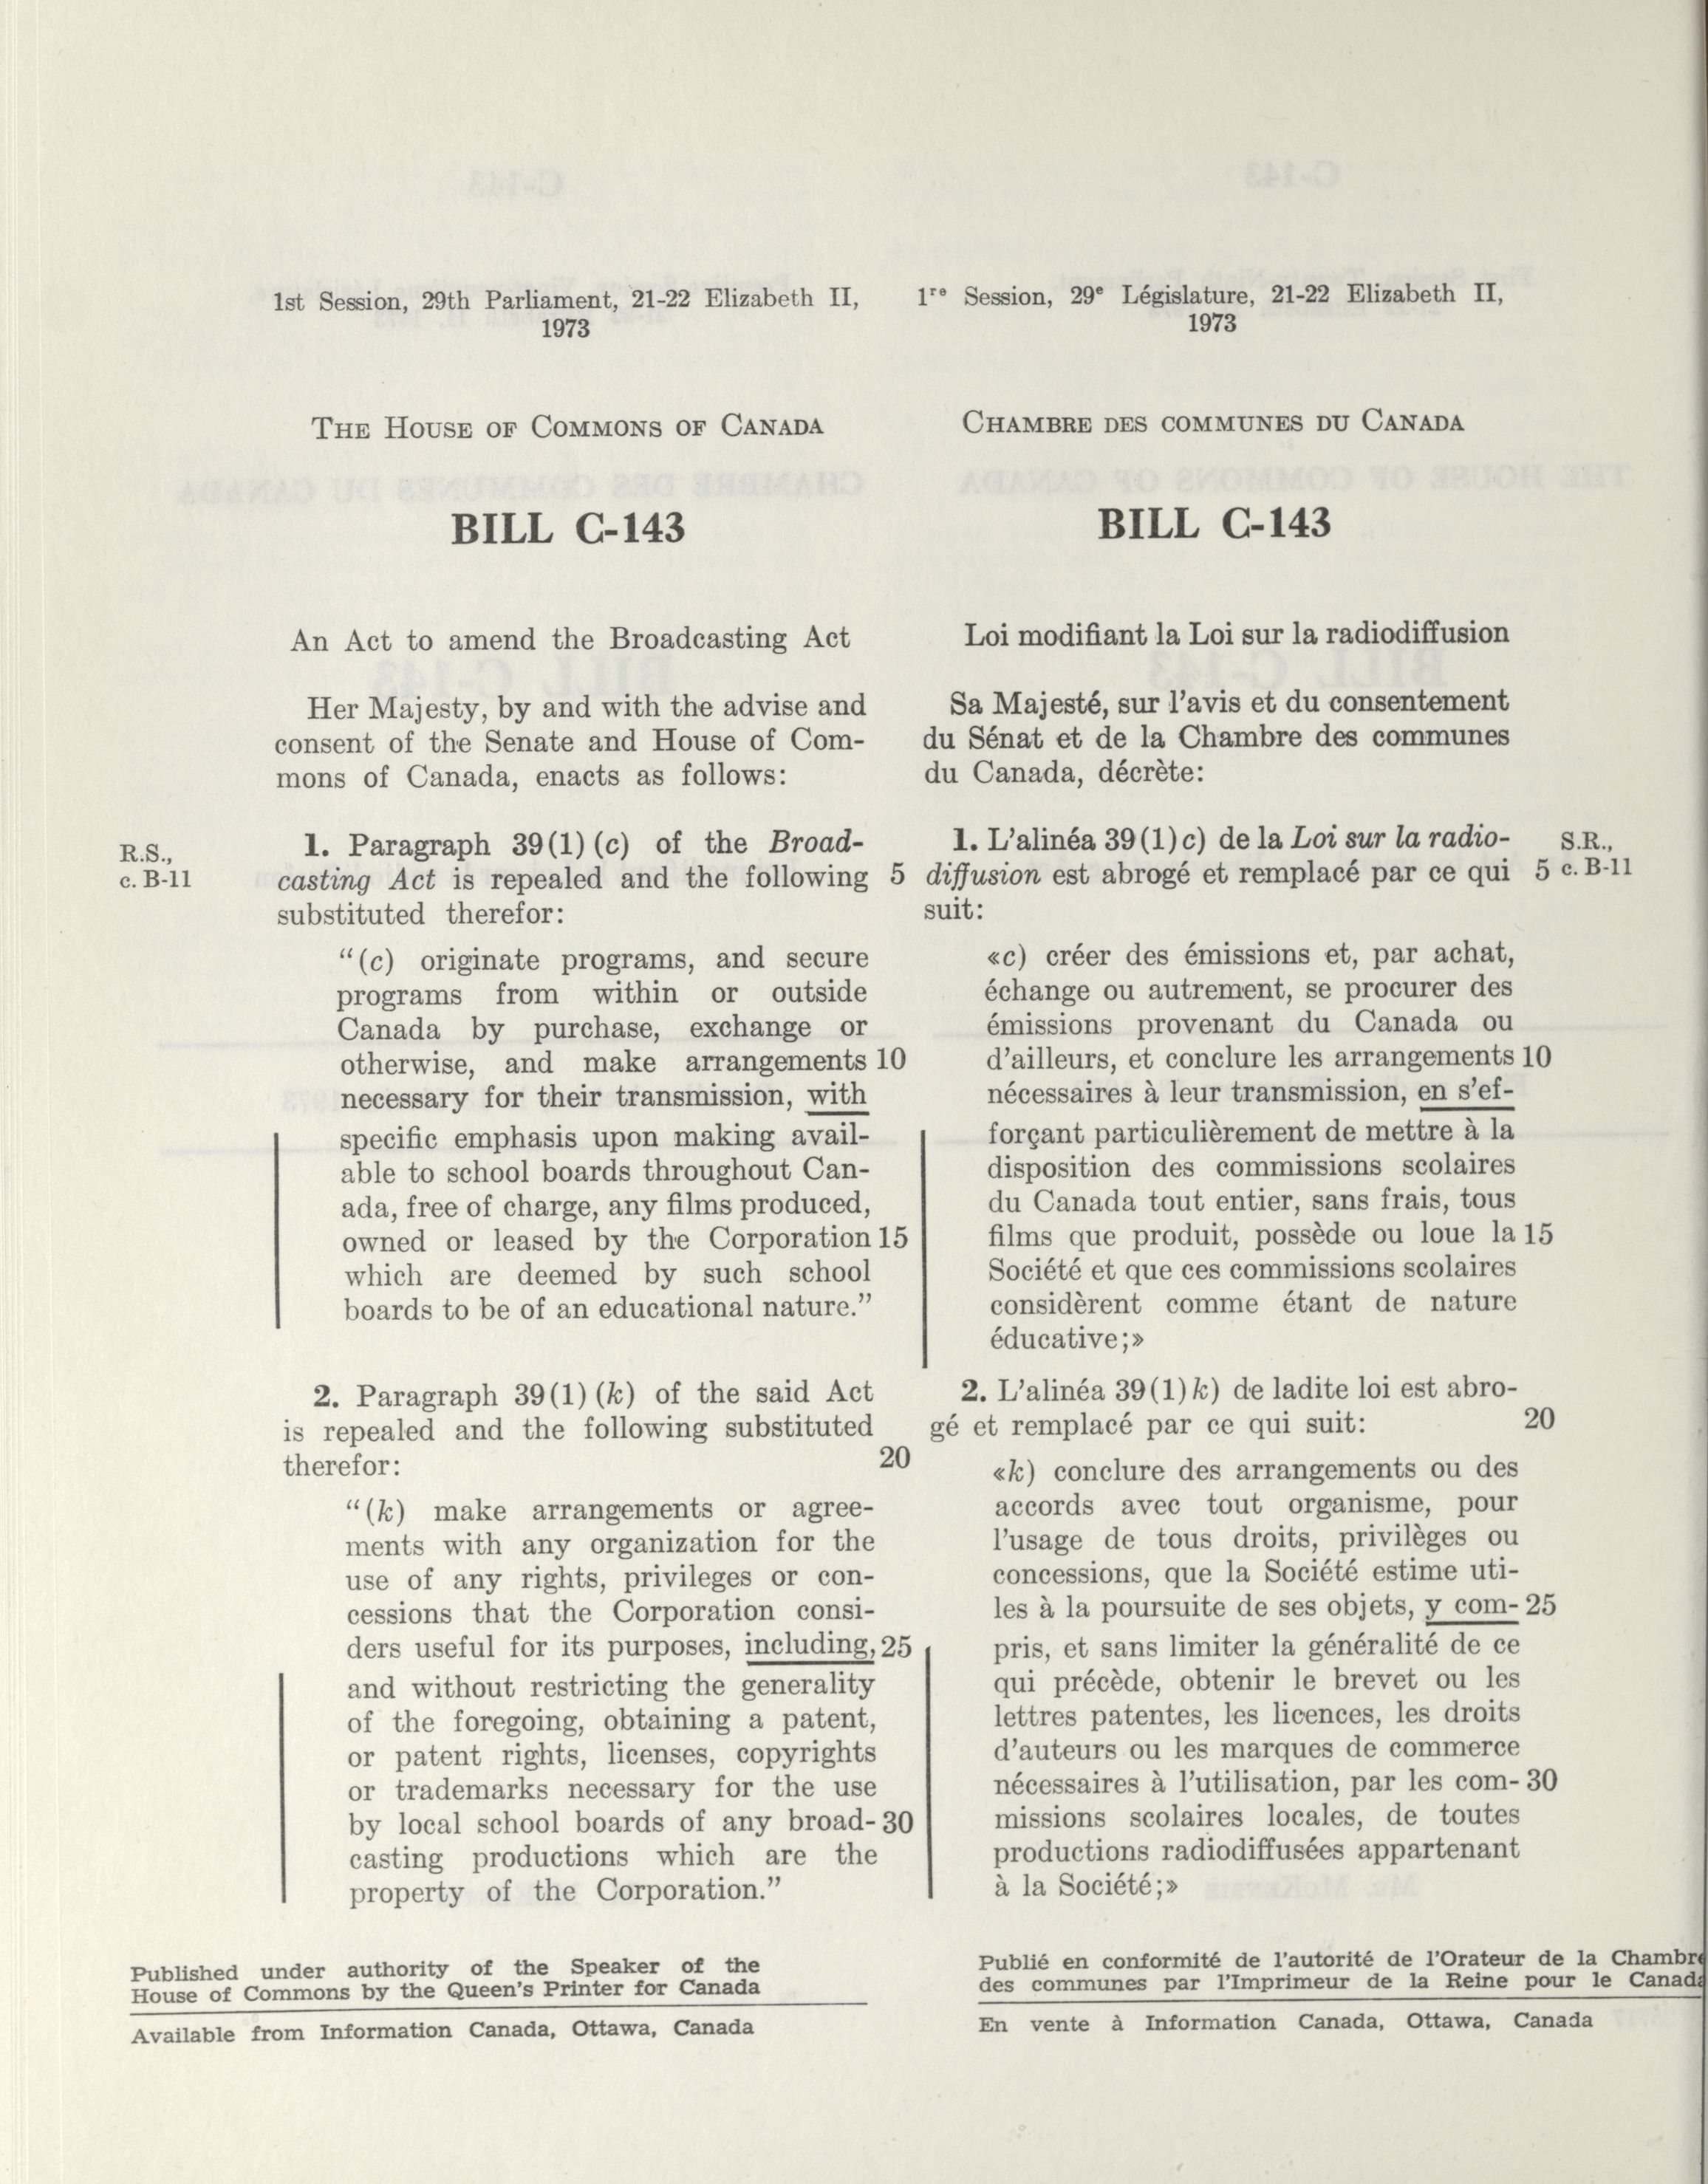 1st Session, 29th Parliament, 21-22 Elizabeth II,
1973
THE HOUSE OF COMMONS OF CANADA
BILL C-143
An Act to amend the Broadcasting Act
Her Majesty, by and with the advise and
consent of the Senate and House of Com-
mons of Canada, enacts as follows:
R.S.,
c. B-11
1. Paragraph 39(1)(c) of the Broad-
casting Act is repealed and the following 5
substituted therefor:
“(c) originate programs, and secure
programs from within or outside
Canada by purchase, exchange or
otherwise, and make arrangements 10
necessary for their transmission, with
specific emphasis upon making avail-
able to school boards throughout Can-
ada, free of charge, any films produced,
owned or leased by the Corporation 15
which are deemed by such school
boards to be of an educational nature.”
2. Paragraph 39(1)(k) of the said Act
is repealed and the following substituted
therefor: 20
“(k) make arrangements or agree-
ments with any organization for the
use of any rights, privileges or con-
cessions that the Corporation consi-
ders useful for its purposes, including, 25
and without restricting the generality
of the foregoing, obtaining a patent,
or patent rights, licenses, copyrights
or trademarks necessary for the use
by local school boards of any broad- 30
casting productions which are the
property of the Corporation.”
Published under authority of the Speaker of the
House of Commons by the Queen's Printer for Canada
Available from Information Canada, Ottawa, Canada
1re Session, 29e Législature, 21-22 Elizabeth II,
1973
CHAMBRE DES COMMUNES DU CANADA
BILL C-143
Loi modifiant la Loi sur la radiodiffusion
Sa Majesté, sur l'avis et du consentement
du Sénat et de la Chambre des communes
du Canada, décrète:
1. L'alinéa 39(1)c) de la Loi sur la radio-
diffusion est abrogé et remplacé par ce qui 5
suit:
S.R.,
c. B-11
«c) créer des émissions et, par achat,
échange ou autrement, se procurer des
émissions provenant du Canada ou
d'ailleurs, et conclure les arrangements 10
nécessaires à leur transmission, en s'ef-
forçant particulièrement de mettre à la
disposition des commissions scolaires
du Canada tout entier, sans frais, tous
films que produit, possède ou loue la 15
Société et que ces commissions scolaires
considèrent comme étant de nature
éducative;»
2. L'alinéa 39(1)k) de ladite loi est abro-
gé et remplacé par ce qui suit: 20
«k) conclure des arrangements ou des
accords avec tout organisme, pour
l'usage de tous droits, privilèges ou
concessions, que la Société estime uti-
les à la poursuite de ses objets, y com- 25
pris, et sans limiter la généralité de ce
qui précède, obtenir le brevet ou les
lettres patentes, les licences, les droits
d'auteurs ou les marques de commerce
nécessaires à l'utilisation, par les com- 30
missions scolaires locales, de toutes
productions radiodiffusées appartenant
à la Société;»
Publié en conformité de l'autorité de l'Orateur de la Chambre
des communes par l'Imprimeur de la Reine pour le Canada
En vente à Information Canada, Ottawa, Canada